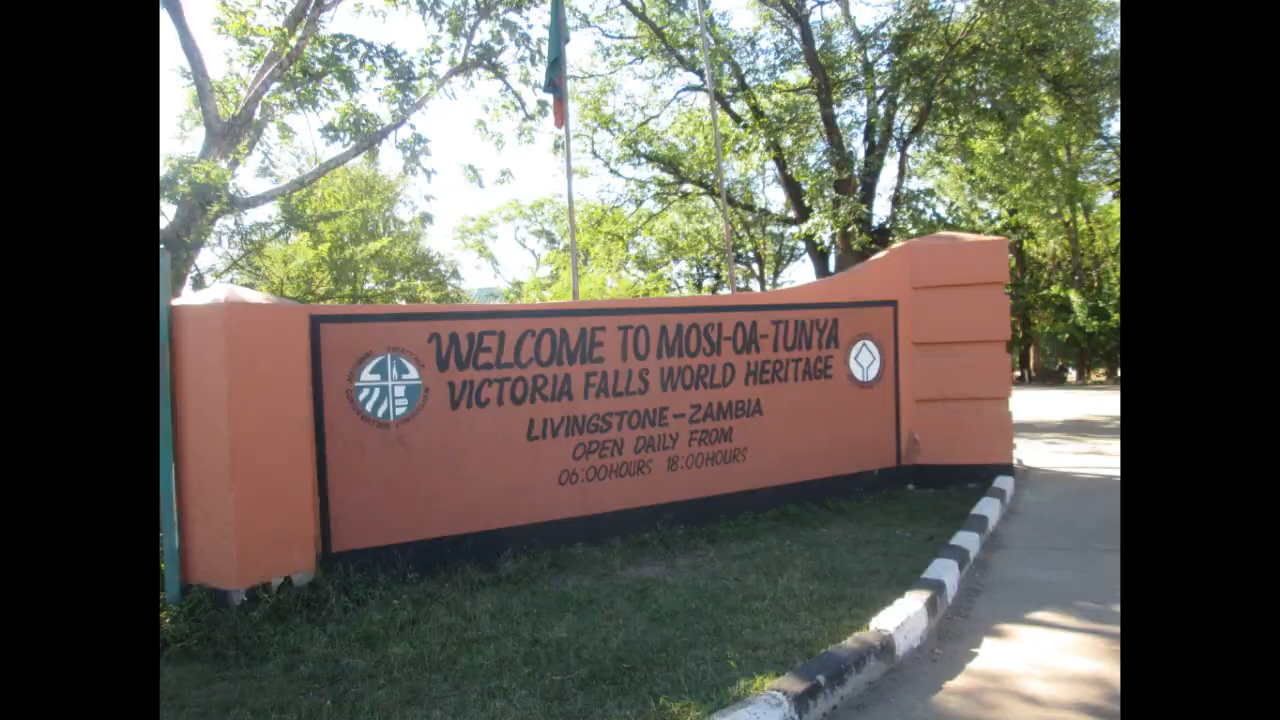 WELCOME TO MOSI-OA-TUNYA
VICTORIA FALLS WORLD HERITAGE
LIVINGSTONE-ZAMBIA
OPEN DAILY FROM
06:00HOURS 18:00HOURS